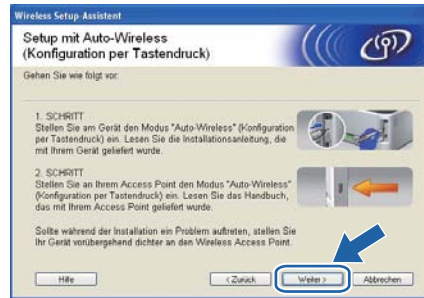 Wireless Setup-Assistent
Setup mit Auto-Wireless
(Konfiguration per Tastendruck)
Gehen Sie wie folgt vor:
1. SCHRITT
Stellen Sie am Gerät den Modus "Auto-Wireless" (Konfiguration
per Tastendruck) ein. Lesen Sie die Installationsanleitung, die
mit Ihrem Gerät geliefert wurde.
2. SCHRITT
Stellen Sie an Ihrem Access Point den Modus "Auto-Wireless"
(Konfiguration per Tastendruck) ein. Lesen Sie das Handbuch,
das mit Ihrem Access Point geliefert wurde.
Sollte während der Installation ein Problem auftreten, stellen Sie
Ihr Gerät vorübergehend dichter an den Wireless Access Point.
Hilfe
< Zurück
Weiter >
Abbrechen